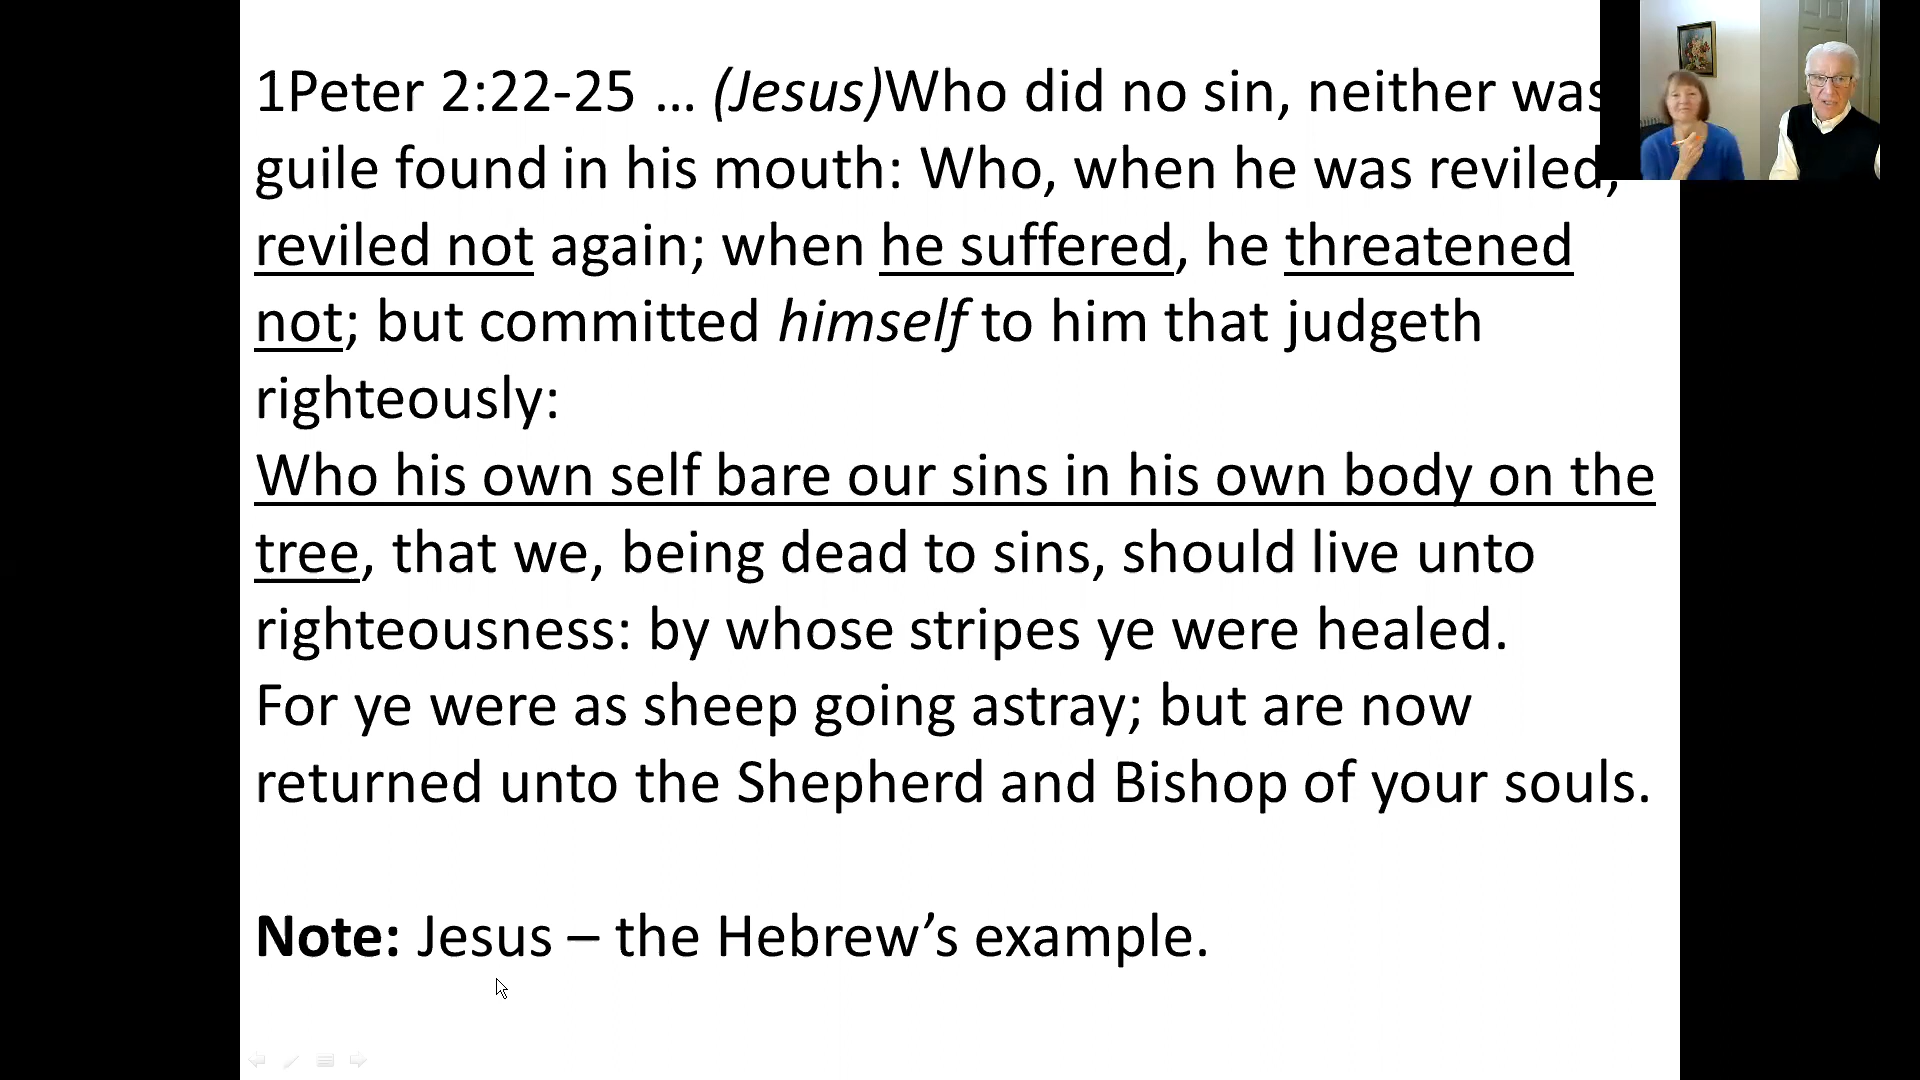 1Peter 2:22-25 … (Jesus)Who did no sin, neither was
guile found in his mouth: Who, when he was reviled,
reviled not again; when he suffered, he threatened
not; but committed himself to him that judgeth
righteously:
Who his own self bare our sins in his own body on the
tree, that we, being dead to sins, should live unto
righteousness: by whose stripes ye were healed.
For ye were as sheep going astray; but are now
returned unto the Shepherd and Bishop of your souls.
Note: Jesus – the Hebrew’s example.